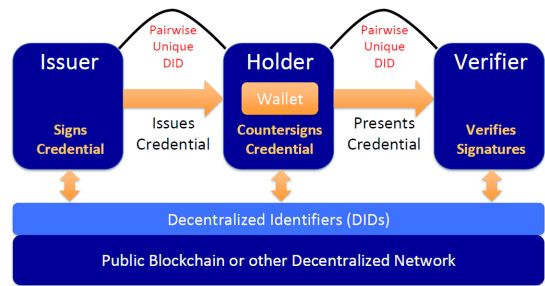 Pairwise
Unique
DID
Pairwise
Unique
DID
Issuer
Holder
Verifier
Wallet
Signs
Credential
Issues
Credential
Countersigns
Credential
Presents
Credential
Verifies
Signatures
Decentralized Identifiers (DIDs)
Public Blockchain or other Decentralized Network